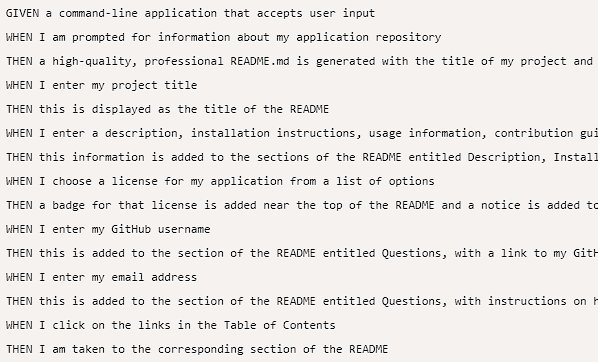 GIVEN a command-line application that accepts user input
WHEN I am prompted for information about my application repository
THEN a high-quality, professional README.md is generated with the title of my project and
WHEN I enter my project title
THEN this is displayed as the title of the README
WHEN I enter a description, installation instructions, usage information, contribution gui
THEN this information is added to the sections of the README entitled Description, Install
WHEN I choose a license for my application from a list of options
THEN a badge for that license is added near the top of the README and a notice is added to
WHEN I enter my GitHub username
THEN this is added to the section of the README entitled Questions, with a link to my GitH
WHEN I enter my email address
THEN this is added to the section of the README entitled Questions, with instructions on h
WHEN I click on the links in the Table of Contents
THEN I am taken to the corresponding section of the README